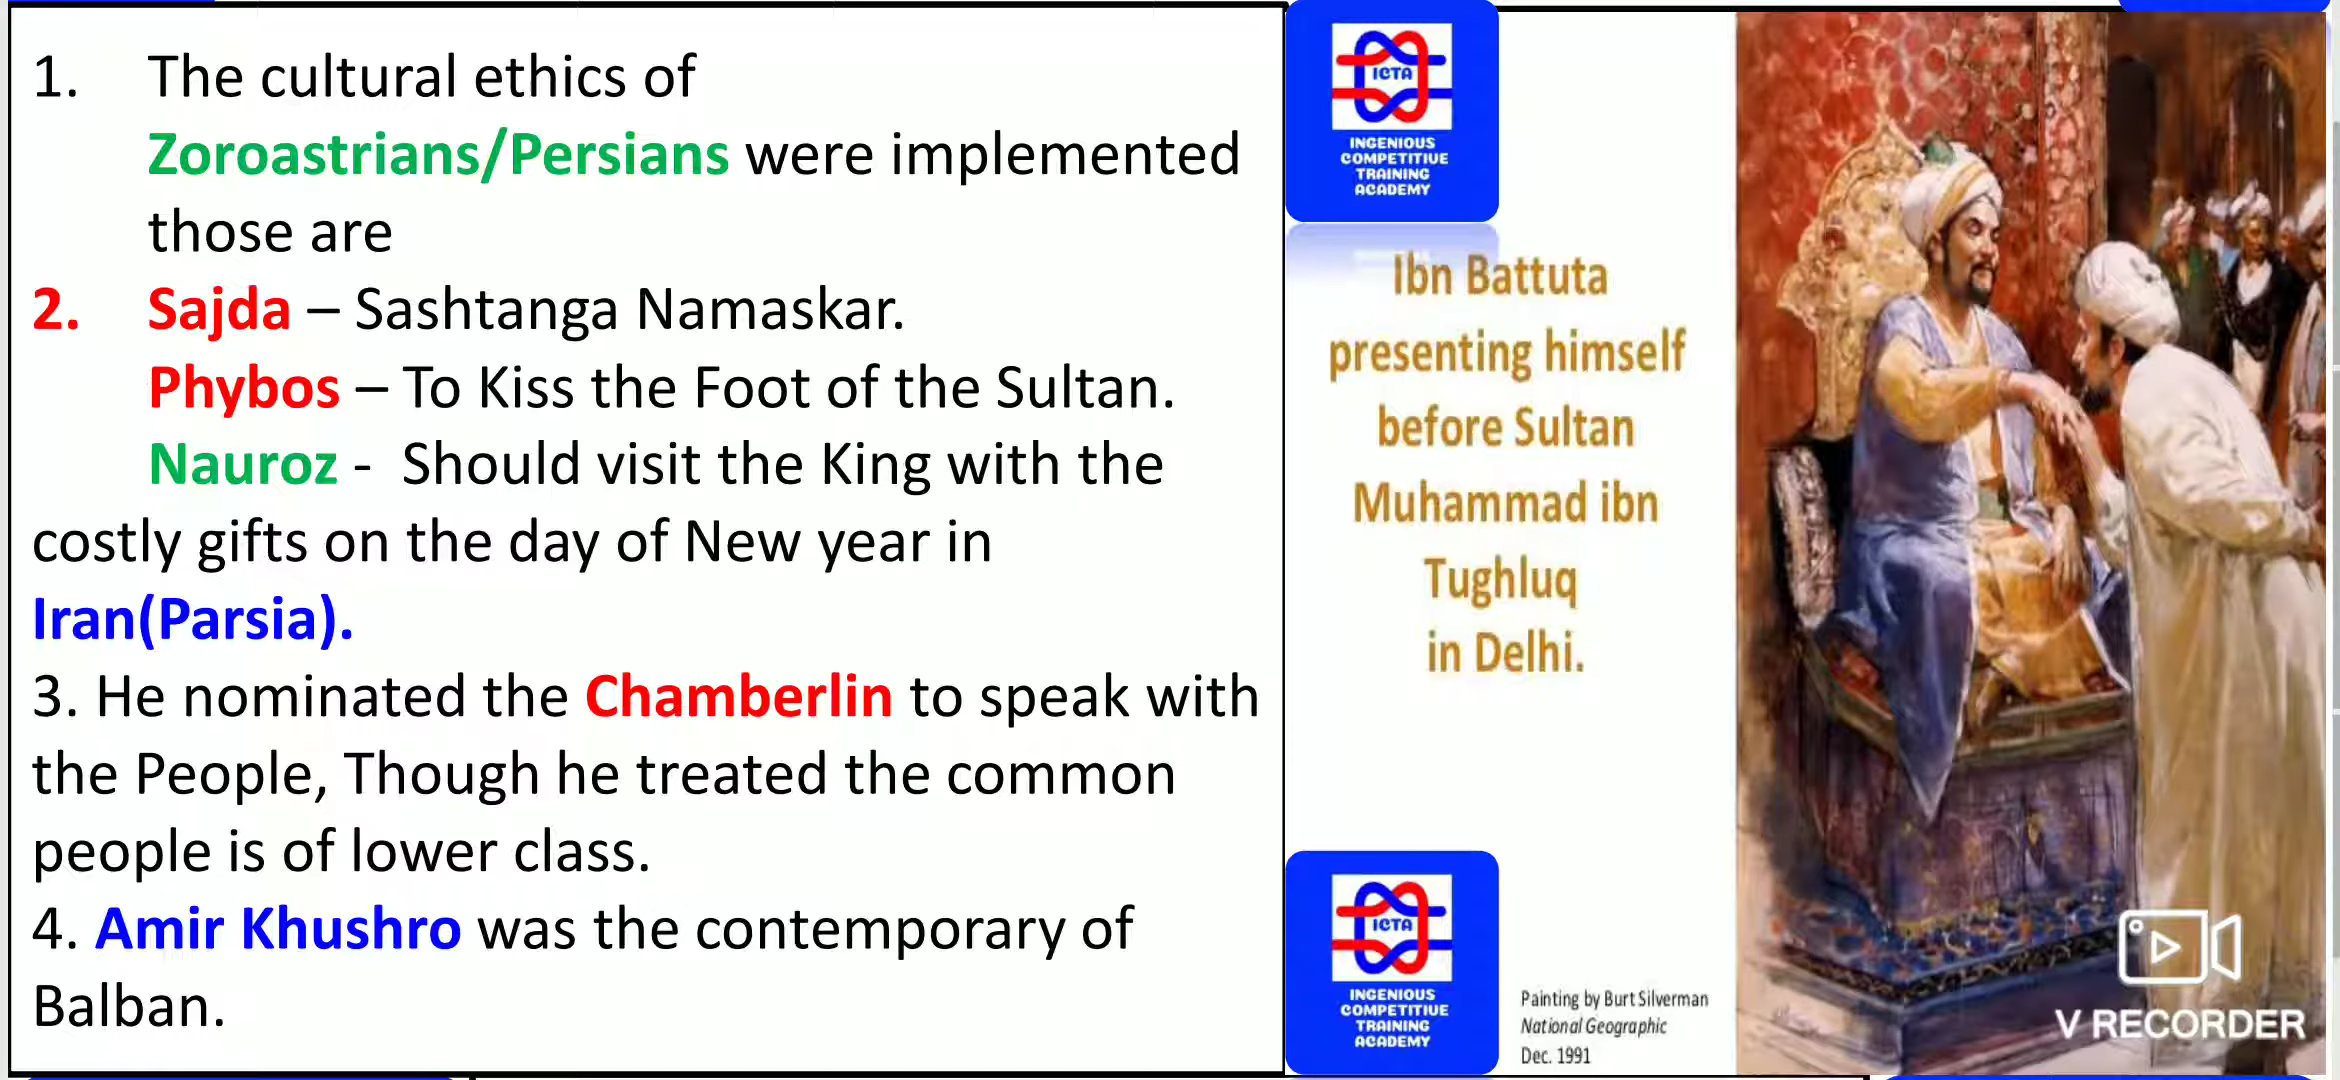 1. The cultural ethics of
Zoroastrians/Persians were implemented
those are
2. Sajda – Sashtanga Namaskar.
Phybos – To Kiss the Foot of the Sultan.
Nauroz - Should visit the King with the
costly gifts on the day of New year in
Iran(Parsia).
3. He nominated the Chamberlin to speak with
the People, Though he treated the common
people is of lower class.
4. Amir Khushro was the contemporary of
Balban.
ICTA
INGENIOUS
COMPETITIUE
TRAINING
ACADEMY
Ibn Battuta
presenting himself
before Sultan
Muhammad ibn
Tughluq
in Delhi.
ICTA
INGENIOUS
COMPETITIUE
TRAINING
ACADEMY
Painting by Burt Silverman
National Geographic
Dec. 1991
V RECORDER